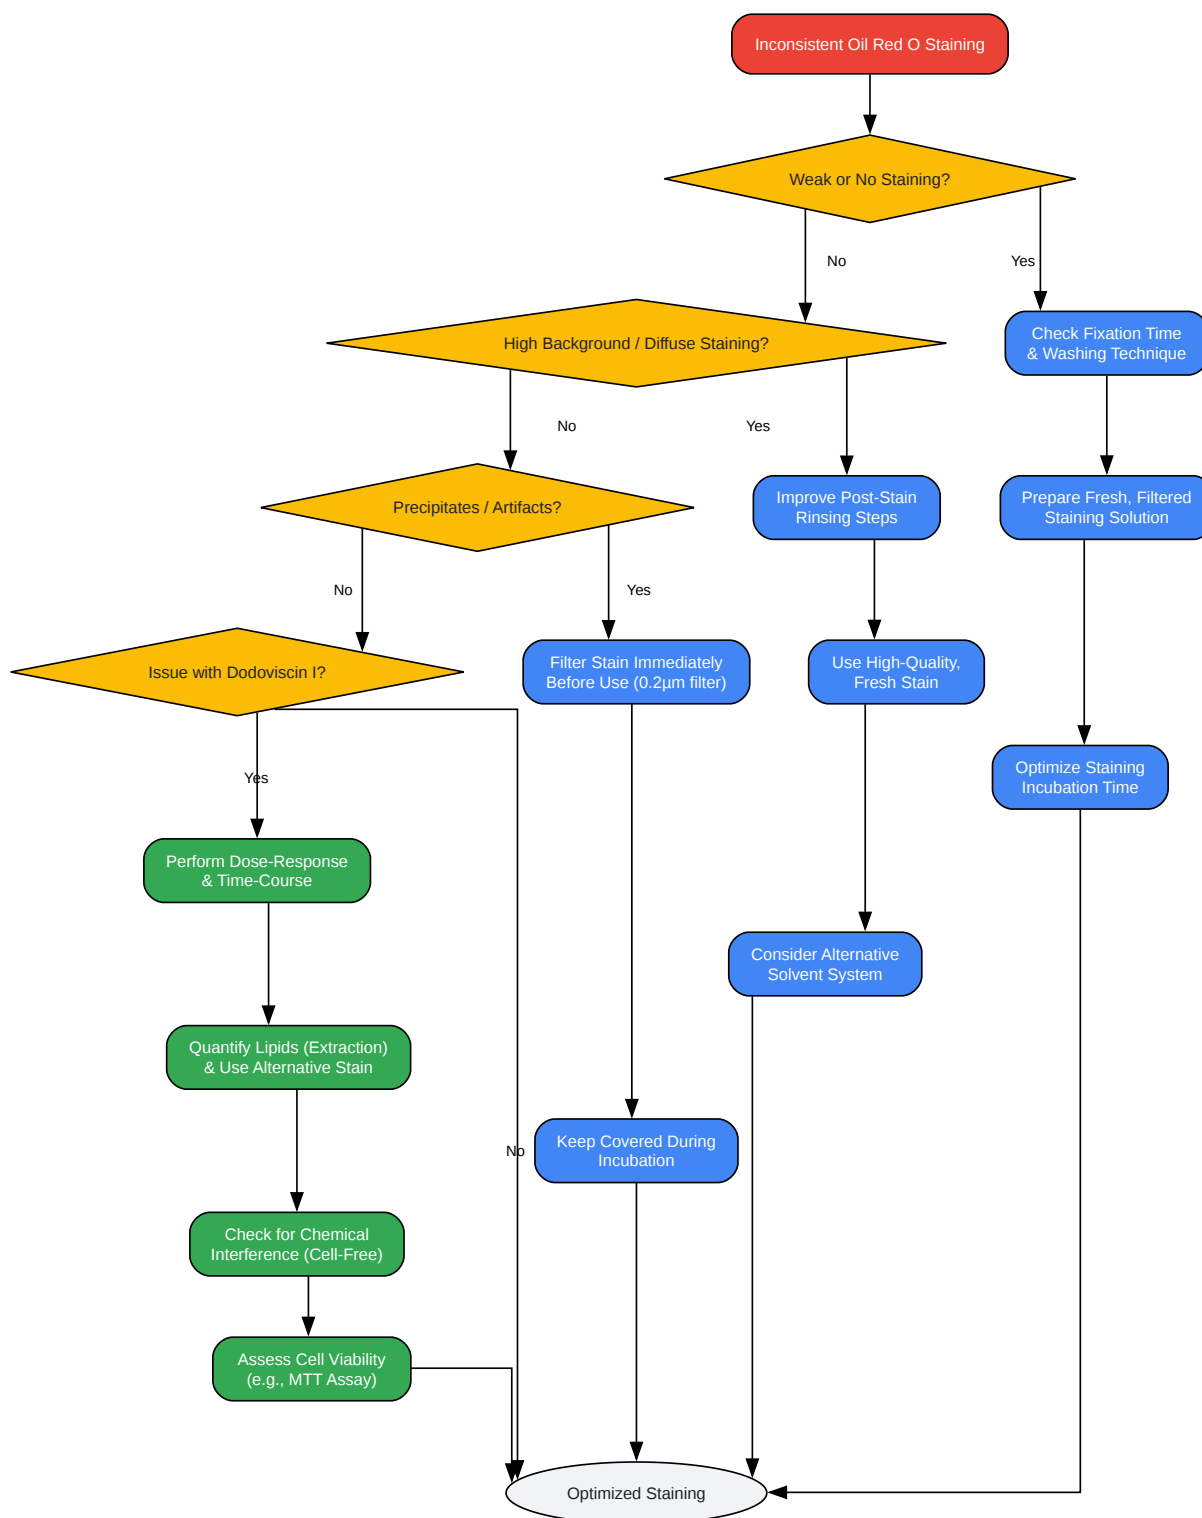 Inconsistent Oil Red O Staining
Weak or No Staining?
No
Yes
High Background / Diffuse Staining?
Check Fixation Time
& Washing Technique
No
Yes
Precipitates / Artifacts?
Improve Post-Stain
Rinsing Steps
Prepare Fresh, Filtered
Staining Solution
No
Yes
Issue with Dodoviscin I?
Filter Stain Immediately
Before Use (0.2µm filter)
Use High-Quality,
Fresh Stain
Yes
Optimize Staining
Incubation Time
Perform Dose-Response
& Time-Course
Consider Alternative
Solvent System
Quantify Lipids (Extraction)
& Use Alternative Stain
No
Keep Covered During
Incubation
Check for Chemical
Interference (Cell-Free)
Assess Cell Viability
(e.g., MTT Assay)
Optimized Staining